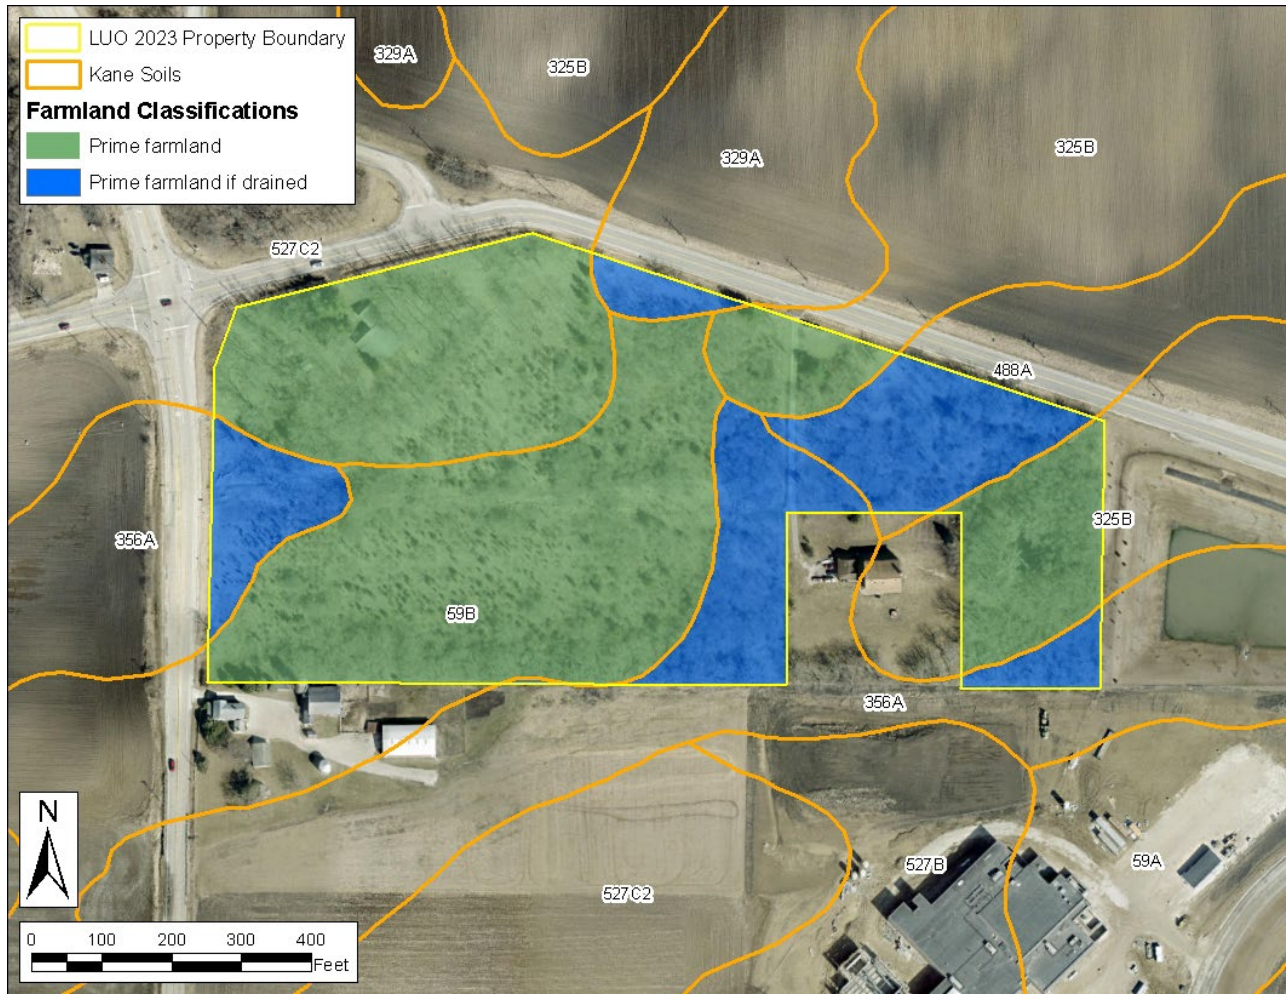 LUO 2023 Property Boundary
Kane Soils
Farmland Classifications
Prime farmland
Prime farmland if drained
329A
325B
329A
325B
527C2
488A
325B
356A
59B
356A
527B
59A
527C2
N
0 100 200 300 400
Feet